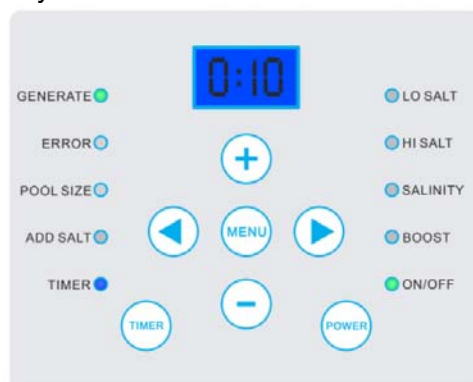 0:10
GENERATE
ERROR
POOL SIZE
ADD SALT
TIMER
LO SALT
HI SALT
SALINITY
BOOST
ON/OFF
+
MENU
−
TIMER
POWER